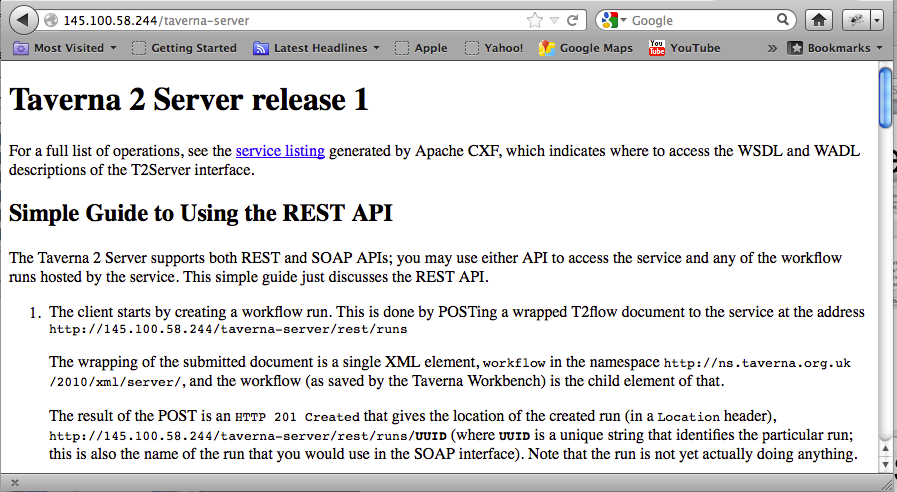 145.100.58.244/taverna-server
Google
Most Visited
Getting Started
Latest Headlines
Apple
Yahoo!
Google Maps
You Tube
YouTube
»
Bookmarks
Taverna 2 Server release 1
For a full list of operations, see the service listing generated by Apache CXF, which indicates where to access the WSDL and WADL
descriptions of the T2Server interface.
Simple Guide to Using the REST API
The Taverna 2 Server supports both REST and SOAP APIs; you may use either API to access the service and any of the workflow
runs hosted by the service. This simple guide just discusses the REST API.
1. The client starts by creating a workflow run. This is done by POSTing a wrapped T2flow document to the service at the address
http://145.100.58.244/taverna-server/rest/runs
The wrapping of the submitted document is a single XML element, workflow in the namespace http://ns.taverna.org.uk
/2010/xml/server/, and the workflow (as saved by the Taverna Workbench) is the child element of that.
The result of the POST is an HTTP 201 Created that gives the location of the created run (in a Location header),
http://145.100.58.244/taverna-server/rest/runs/UUID (where UUID is a unique string that identifies the particular run;
this is also the name of the run that you would use in the SOAP interface). Note that the run is not yet actually doing anything.